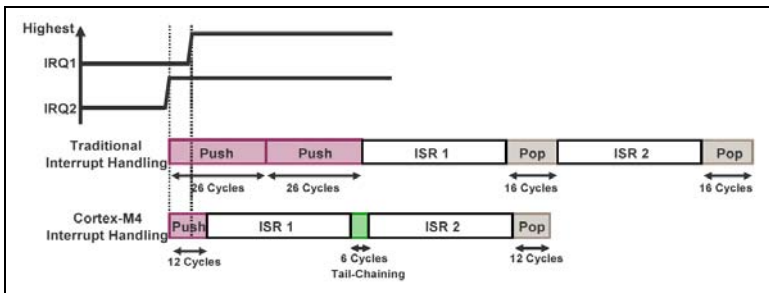 Highest
IRQ1
IRQ2
Traditional
Interrupt Handling
Push
Push
ISR 1
Pop
ISR 2
Pop
26 Cycles
26 Cycles
16 Cycles
16 Cycles
Cortex-M4
Interrupt Handling
Push
ISR 1
ISR 2
Pop
12 Cycles
6 Cycles
Tail-Chaining
12 Cycles